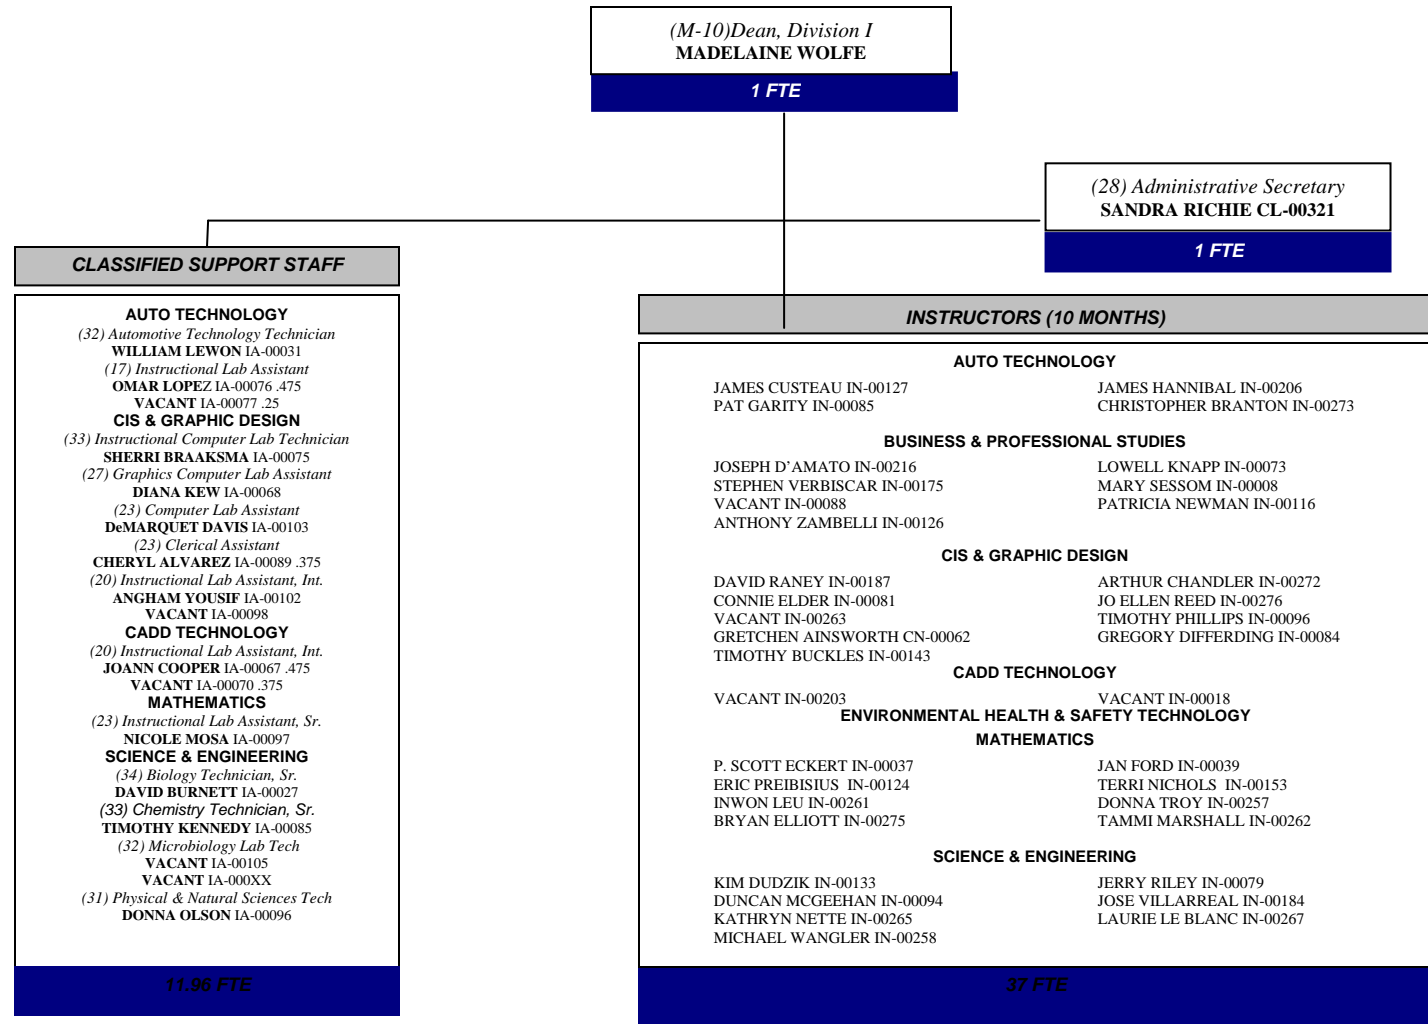 (M-10)Dean, Division I
MADELAINE WOLFE
1 FTE
(28) Administrative Secretary
SANDRA RICHIE CL-00321
1 FTE
CLASSIFIED SUPPORT STAFF
AUTO TECHNOLOGY
(32) Automotive Technology Technician
WILLIAM LEWON IA-00031
(17) Instructional Lab Assistant
OMAR LOPEZ IA-00076 .475
VACANT IA-00077 .25
CIS & GRAPHIC DESIGN
(33) Instructional Computer Lab Technician
SHERRI BRAAKSMA IA-00075
(27) Graphics Computer Lab Assistant
DIANA KEW IA-00068
(23) Computer Lab Assistant
DeMARQUET DAVIS IA-00103
(23) Clerical Assistant
CHERYL ALVAREZ IA-00089 .375
(20) Instructional Lab Assistant, Int.
ANGHAM YOUSIF IA-00102
VACANT IA-00098
CADD TECHNOLOGY
(20) Instructional Lab Assistant, Int.
JOANN COOPER IA-00067 .475
VACANT IA-00070 .375
MATHEMATICS
(23) Instructional Lab Assistant, Sr.
NICOLE MOSA IA-00097
SCIENCE & ENGINEERING
(34) Biology Technician, Sr.
DAVID BURNETT IA-00027
(33) Chemistry Technician, Sr.
TIMOTHY KENNEDY IA-00085
(32) Microbiology Lab Tech
VACANT IA-00105
VACANT IA-000XX
(31) Physical & Natural Sciences Tech
DONNA OLSON IA-00096
11.96 FTE
INSTRUCTORS (10 MONTHS)
AUTO TECHNOLOGY
JAMES CUSTEAU IN-00127 JAMES HANNIBAL IN-00206
PAT GARITY IN-00085 CHRISTOPHER BRANTON IN-00273
BUSINESS & PROFESSIONAL STUDIES
JOSEPH D'AMATO IN-00216 LOWELL KNAPP IN-00073
STEPHEN VERBISCAR IN-00175 MARY SESSOM IN-00008
VACANT IN-00088 PATRICIA NEWMAN IN-00116
ANTHONY ZAMBELLI IN-00126
CIS & GRAPHIC DESIGN
DAVID RANEY IN-00187 ARTHUR CHANDLER IN-00272
CONNIE ELDER IN-00081 JO ELLEN REED IN-00276
VACANT IN-00263 TIMOTHY PHILLIPS IN-00096
GRETCHEN AINSWORTH CN-00062 GREGORY DIFFERDING IN-00084
TIMOTHY BUCKLES IN-00143
CADD TECHNOLOGY
VACANT IN-00203 VACANT IN-00018
ENVIRONMENTAL HEALTH & SAFETY TECHNOLOGY
MATHEMATICS
P. SCOTT ECKERT IN-00037 JAN FORD IN-00039
ERIC PREIBISIUS IN-00124 TERRI NICHOLS IN-00153
INWON LEU IN-00261 DONNA TROY IN-00257
BRYAN ELLIOTT IN-00275 TAMMI MARSHALL IN-00262
SCIENCE & ENGINEERING
KIM DUDZIK IN-00133 JERRY RILEY IN-00079
DUNCAN MCGEEHAN IN-00094 JOSE VILLARREAL IN-00184
KATHRYN NETTE IN-00265 LAURIE LE BLANC IN-00267
MICHAEL WANGLER IN-00258
37 FTE